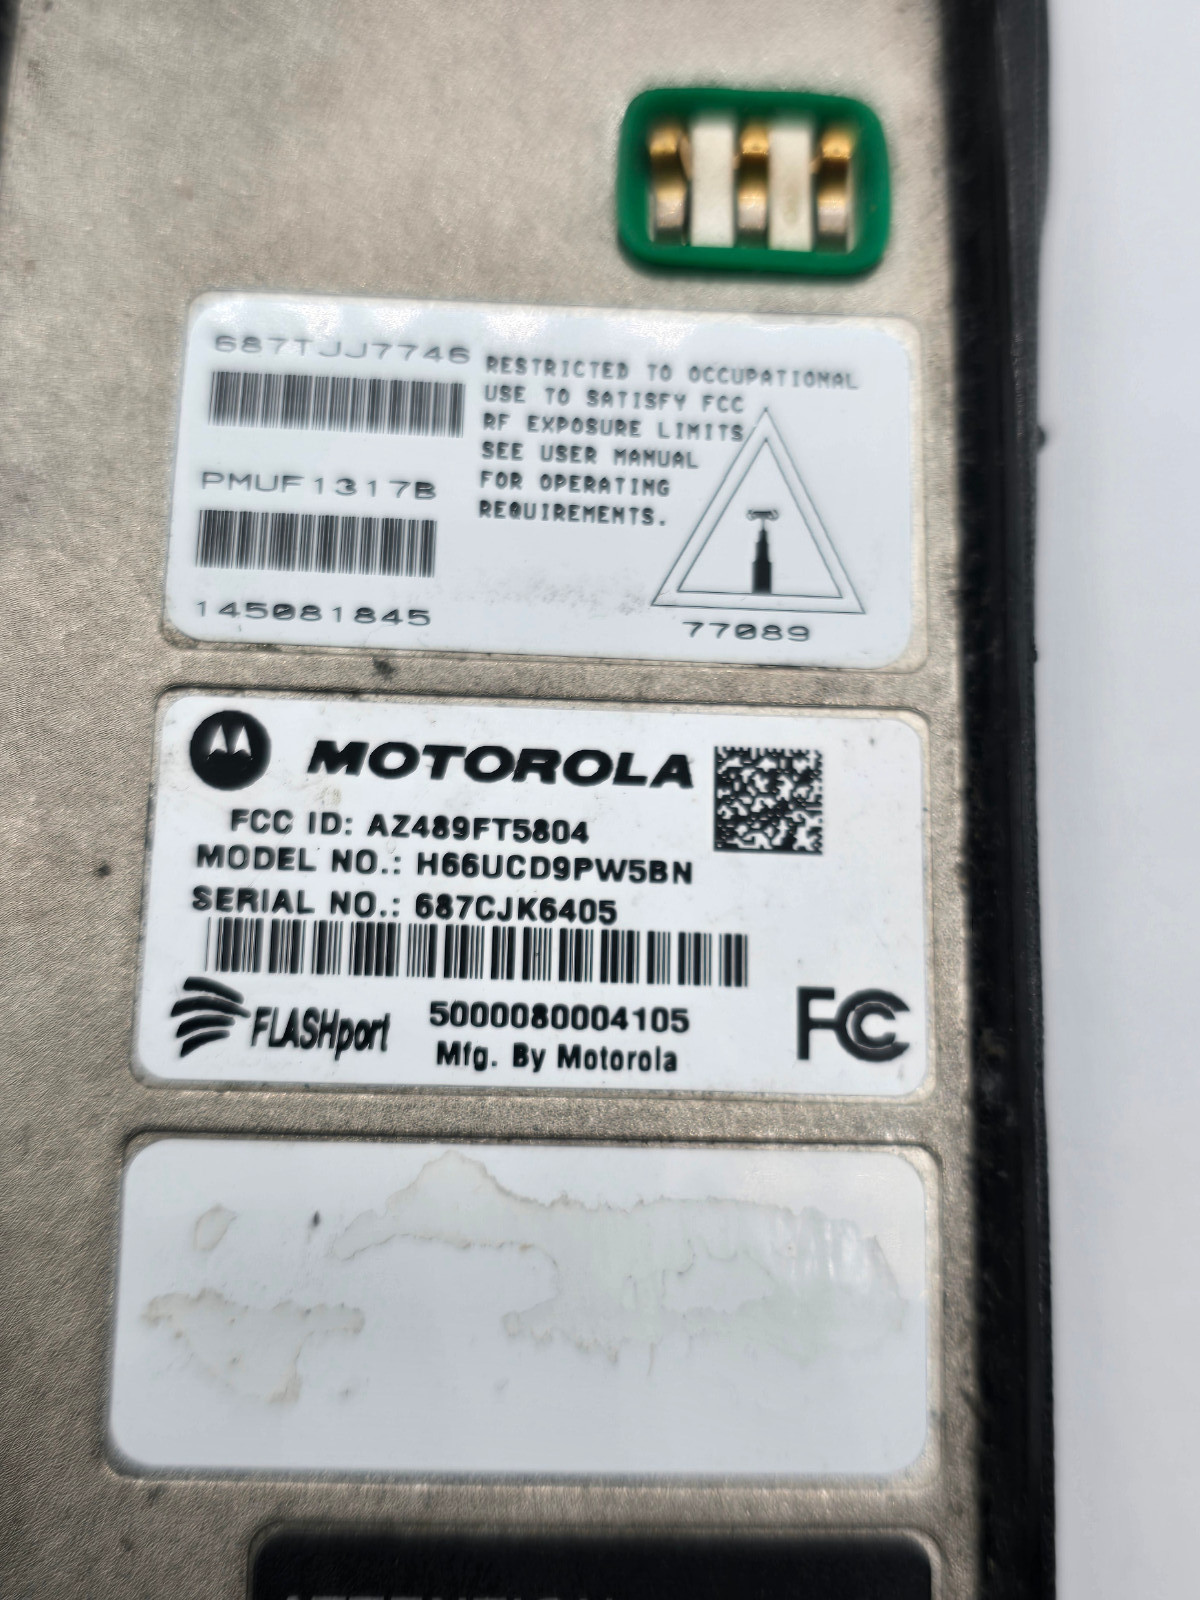 687TJJ7746
RESTRICTED TO OCCUPATIONAL
USE TO SATISFY FCC
RF EXPOSURE LIMITS
SEE USER MANUAL
FOR OPERATING
REQUIREMENTS.
PMUF1317B
145081845
77089
MOTOROLA
FCC ID: AZ489FT5804
MODEL NO.: H66UCD9PW5BN
SERIAL NO.: 687CJK6405
FLASHport
5000080004105
Mfg. By Motorola
FC